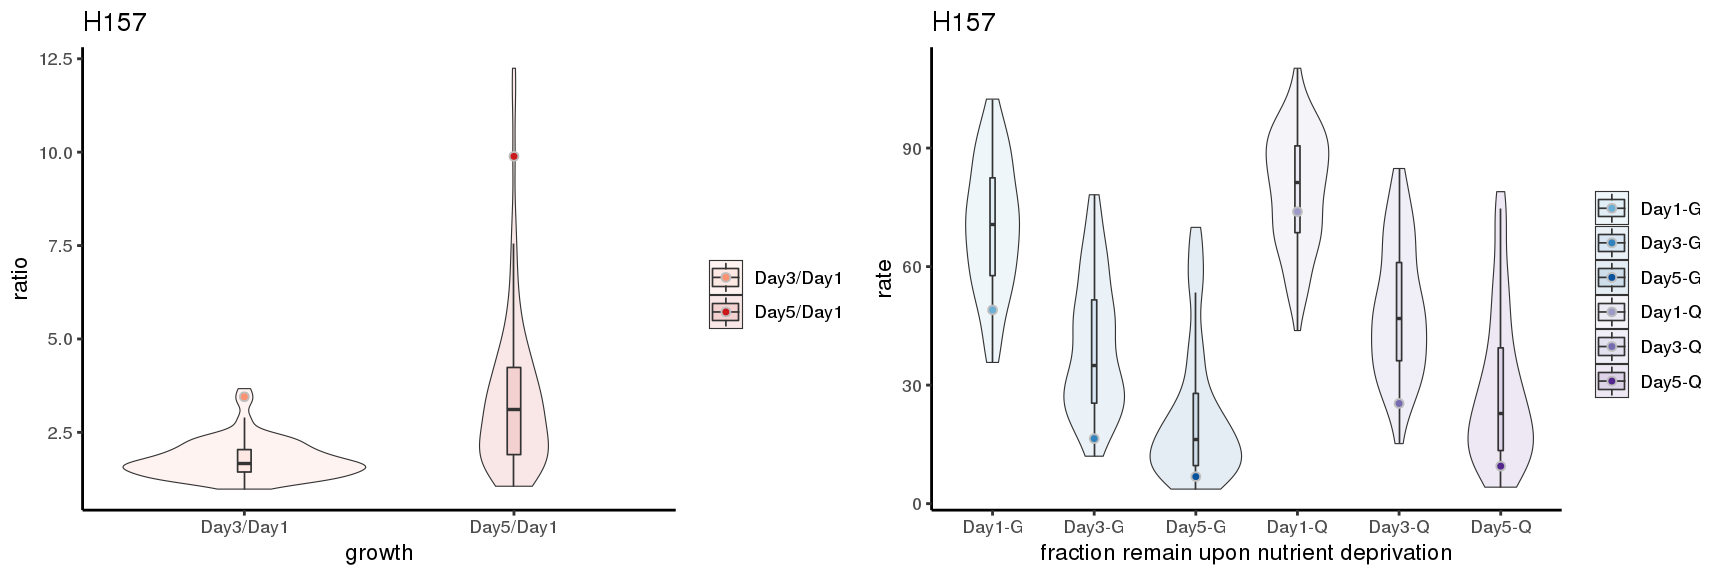 H157
12.5
10.0
7.5
5.0
2.5
ratio
Day3/Day1
Day5/Day1
growth
Day3/Day1
Day5/Day1
H157
90
60
30
0
rate
Day1-G
Day3-G
Day5-G
Day1-Q
Day3-Q
Day5-Q
fraction remain upon nutrient deprivation
Day1-G
Day3-G
Day5-G
Day1-Q
Day3-Q
Day5-Q